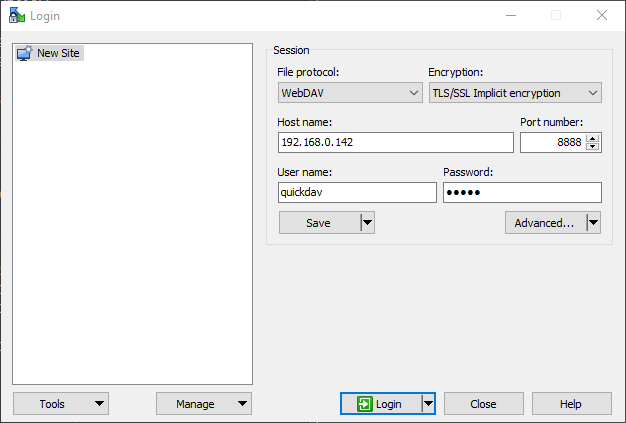 Login
New Site
Session
File protocol: Encryption:
WebDAV TLS/SSL Implicit encryption
Host name: Port number:
192.168.0.142 8888
User name: Password:
quickdav •••••
Save Advanced...
Tools Manage Login Close Help